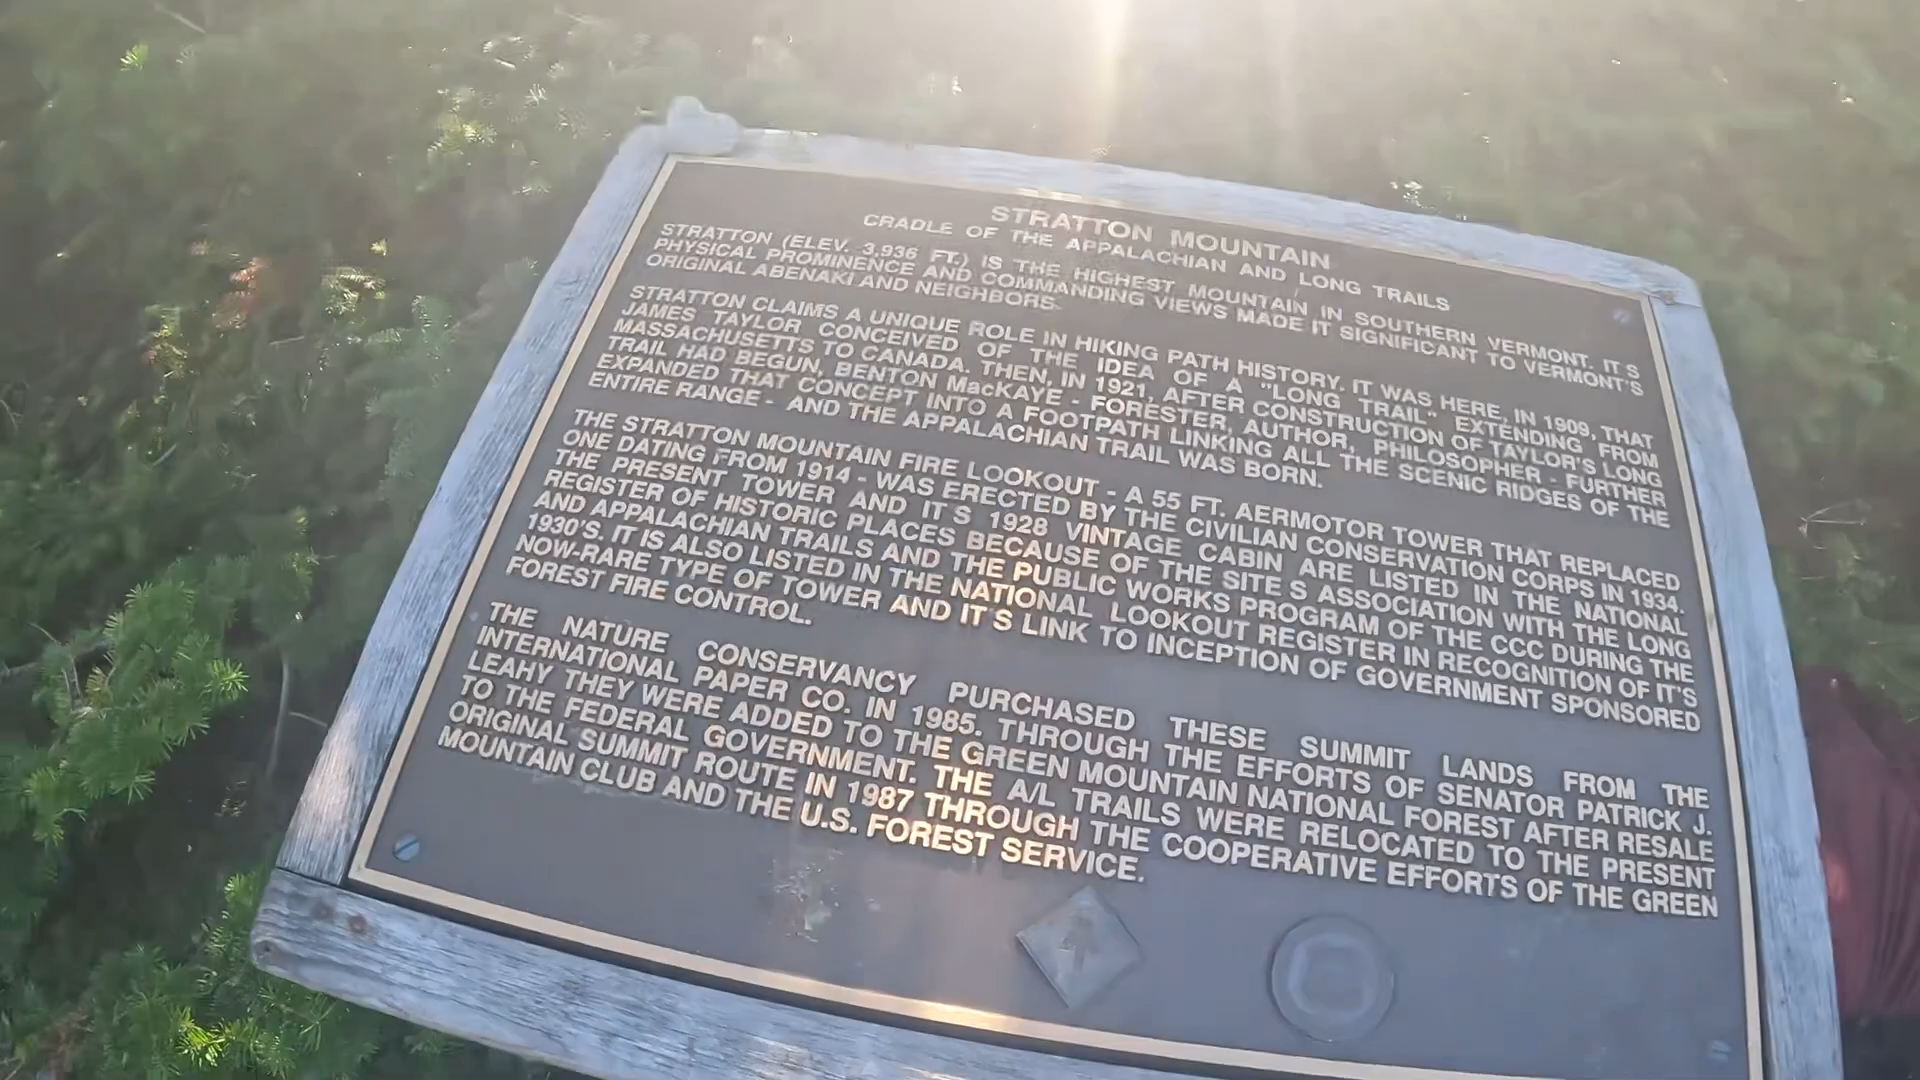 STRATTON MOUNTAIN
CRADLE OF THE APPALACHIAN AND LONG TRAILS
STRATTON (ELEV. 3,936 FT.) IS THE HIGHEST MOUNTAIN IN SOUTHERN VERMONT. IT'S
PHYSICAL PROMINENCE AND COMMANDING VIEWS MADE IT SIGNIFICANT TO VERMONT'S
ORIGINAL ABENAKI AND NEIGHBORS.
STRATTON CLAIMS A UNIQUE ROLE IN HIKING PATH HISTORY. IT WAS HERE, IN 1909, THAT
JAMES TAYLOR CONCEIVED OF THE IDEA OF A "LONG TRAIL" EXTENDING FROM
MASSACHUSETTS TO CANADA. THEN, IN 1921, AFTER CONSTRUCTION OF TAYLOR'S LONG
TRAIL HAD BEGUN, BENTON MacKAYE - FORESTER, AUTHOR, PHILOSOPHER - FURTHER
EXPANDED THAT CONCEPT INTO A FOOTPATH LINKING ALL THE SCENIC RIDGES OF THE
ENTIRE RANGE - AND THE APPALACHIAN TRAIL WAS BORN.
THE STRATTON MOUNTAIN FIRE LOOKOUT - A 55 FT. AERMOTOR TOWER THAT REPLACED
ONE DATING FROM 1914 - WAS ERECTED BY THE CIVILIAN CONSERVATION CORPS IN 1934.
THE PRESENT TOWER AND IT'S 1928 VINTAGE CABIN ARE LISTED IN THE NATIONAL
REGISTER OF HISTORIC PLACES BECAUSE OF THE SITE'S ASSOCIATION WITH THE LONG
AND APPALACHIAN TRAILS AND THE PUBLIC WORKS PROGRAM OF THE CCC DURING THE
1930'S. IT IS ALSO LISTED IN THE NATIONAL LOOKOUT REGISTER IN RECOGNITION OF IT'S
NOW-RARE TYPE OF TOWER AND IT'S LINK TO INCEPTION OF GOVERNMENT SPONSORED
FOREST FIRE CONTROL.
THE NATURE CONSERVANCY PURCHASED THESE SUMMIT LANDS FROM THE
INTERNATIONAL PAPER CO. IN 1985. THROUGH THE EFFORTS OF SENATOR PATRICK J.
LEAHY THEY WERE ADDED TO THE GREEN MOUNTAIN NATIONAL FOREST AFTER RESALE
TO THE FEDERAL GOVERNMENT. THE A/L TRAILS WERE RELOCATED TO THE PRESENT
ORIGINAL SUMMIT ROUTE IN 1987 THROUGH THE COOPERATIVE EFFORTS OF THE GREEN
MOUNTAIN CLUB AND THE U.S. FOREST SERVICE.